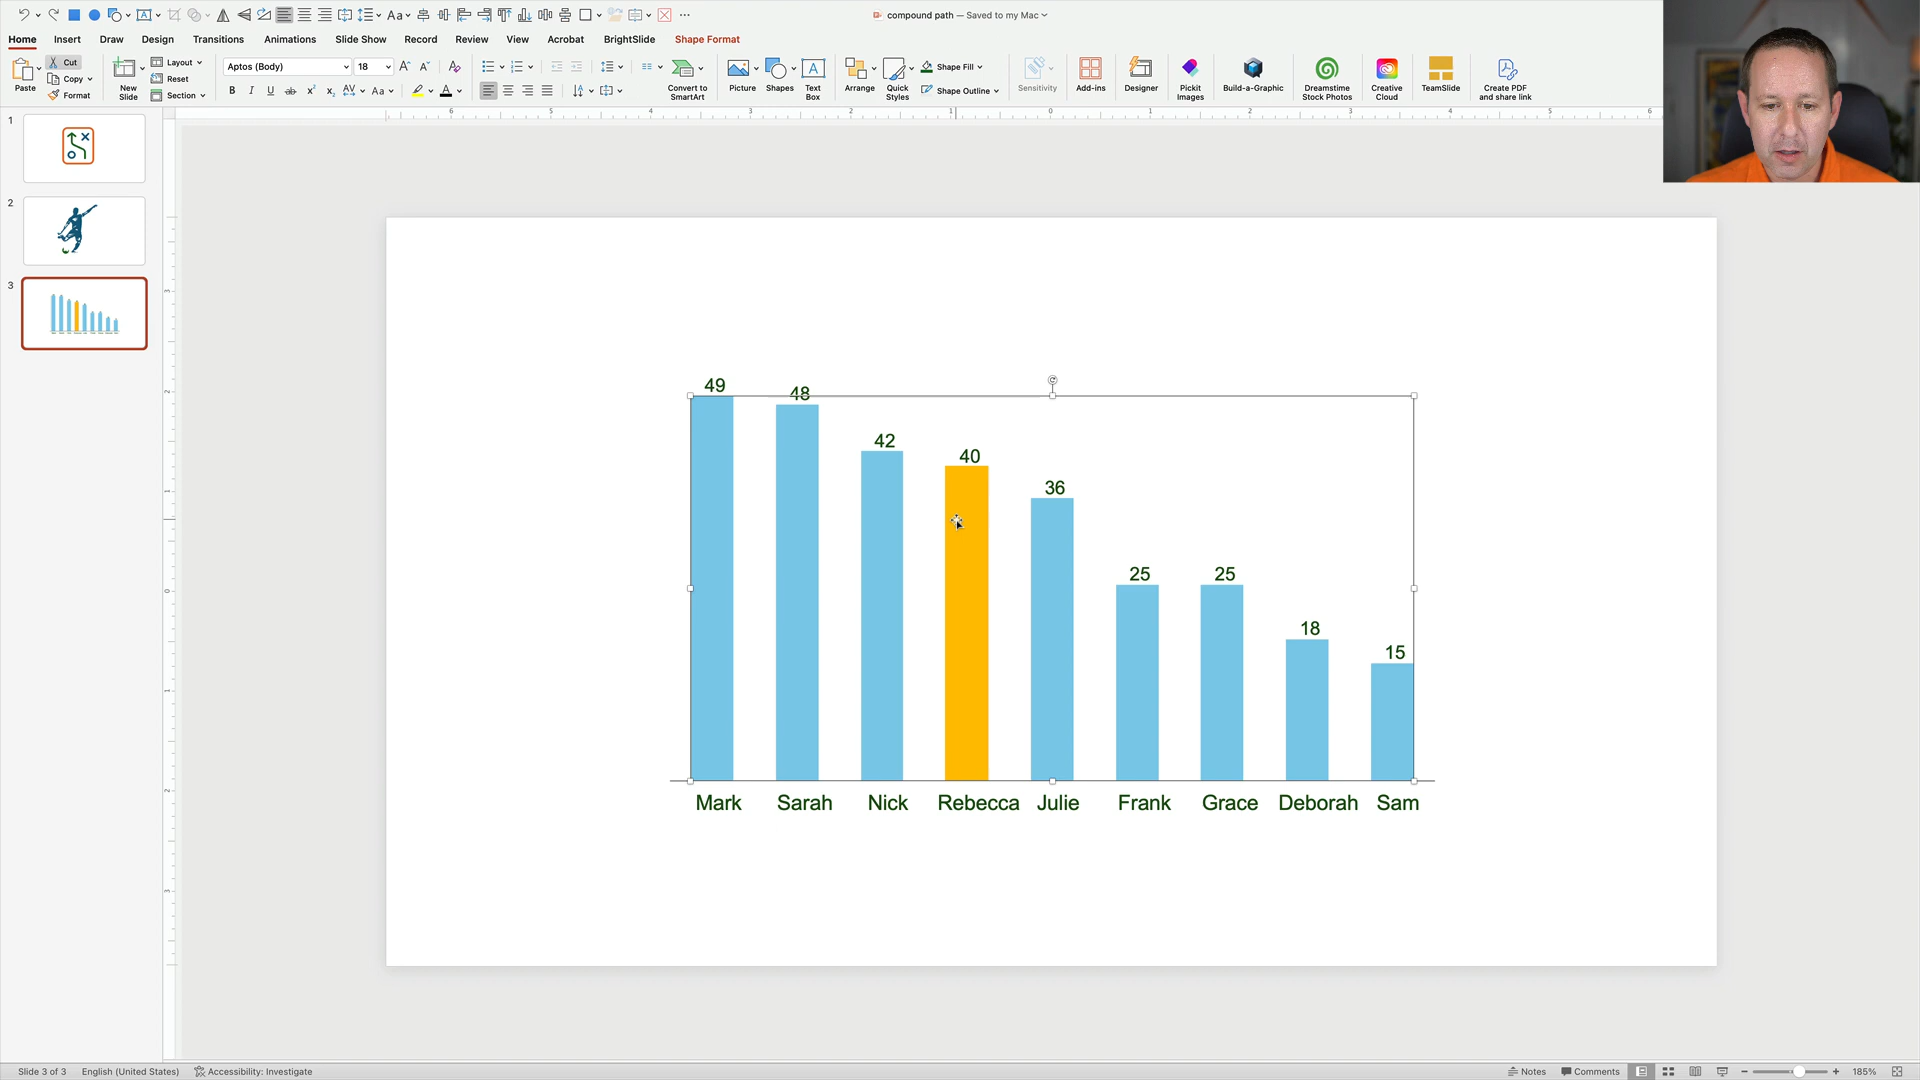 compound path — Saved to my Mac
Home Insert Draw Design Transitions Animations Slide Show Record Review View Acrobat BrightSlide Shape Format
Paste
Cut
Copy
Format
New Slide
Layout
Reset
Section
Aptos (Body) 18
Convert to SmartArt
Picture
Shapes
Text Box
Arrange
Quick Styles
Shape Fill
Shape Outline
Sensitivity
Add-ins
Designer
Pickit Images
Build-a-Graphic
Dreamstime Stock Photos
Creative Cloud
TeamSlide
Create PDF and share link
1
2
3
49
48
42
40
36
25
25
18
15
Mark Sarah Nick Rebecca Julie Frank Grace Deborah Sam
Slide 3 of 3 English (United States) Accessibility: Investigate Notes Comments 185%